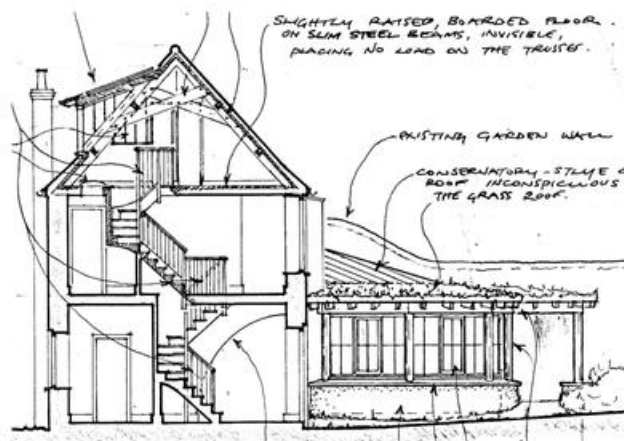 SLIGHTLY RAISED, BOARDED FLOOR.
ON SLIM STEEL BEAMS, INVISIBLE,
PLACING NO LOAD ON THE TRUSSES.
EXISTING GARDEN WALL
CONSERVATORY-STYLE
ROOF INCONSPICUOUS
THE GRASS ROOF.